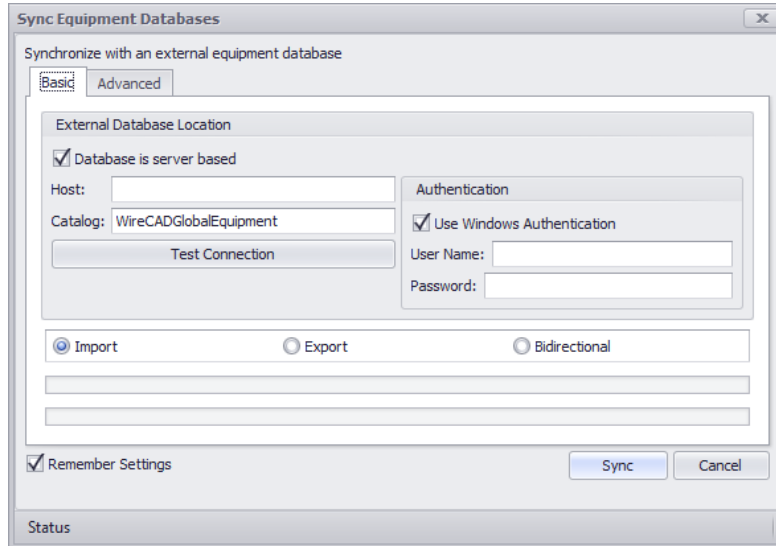 Sync Equipment Databases
Synchronize with an external equipment database
Basic Advanced
External Database Location
Database is server based
Host:
Authentication
Catalog: WireCADGlobalEquipment
Use Windows Authentication
Test Connection
User Name:
Password:
Import Export Bidirectional
Remember Settings
Sync Cancel
Status